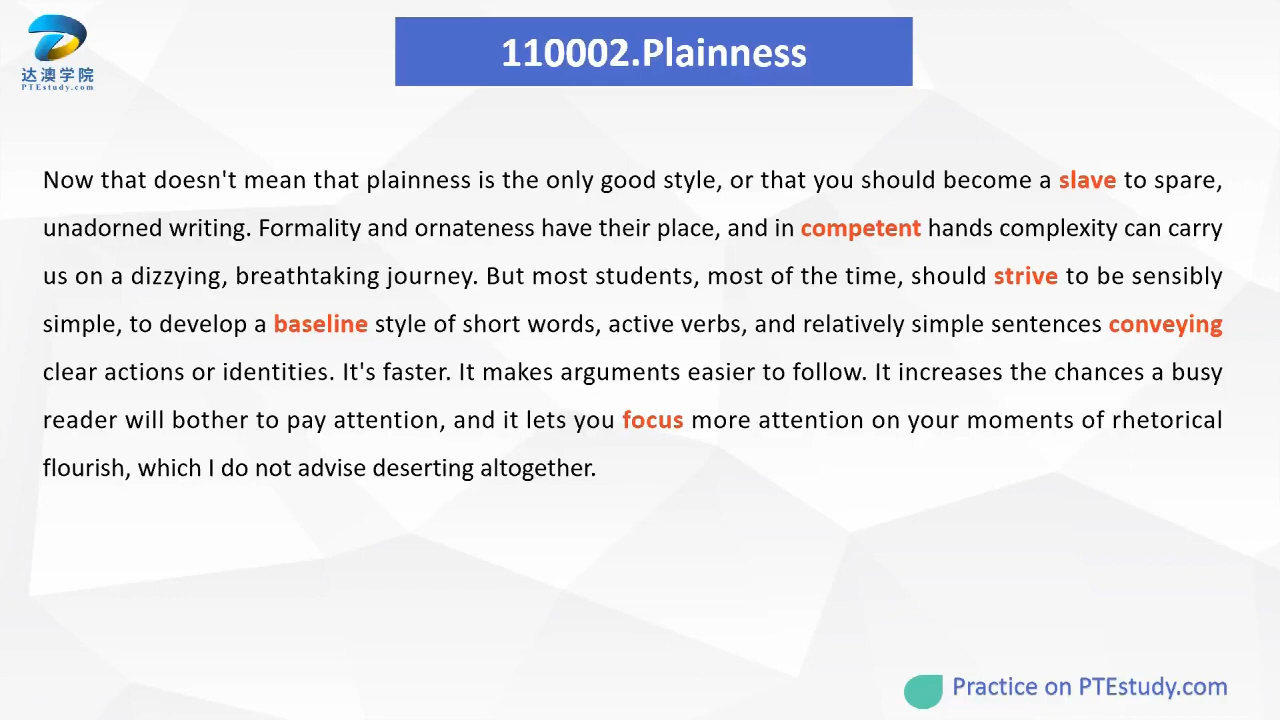 达澳学院
PTEstudy.com
110002.Plainness
Now that doesn't mean that plainness is the only good style, or that you should become a slave to spare,
unadorned writing. Formality and ornateness have their place, and in competent hands complexity can carry
us on a dizzying, breathtaking journey. But most students, most of the time, should strive to be sensibly
simple, to develop a baseline style of short words, active verbs, and relatively simple sentences conveying
clear actions or identities. It's faster. It makes arguments easier to follow. It increases the chances a busy
reader will bother to pay attention, and it lets you focus more attention on your moments of rhetorical
flourish, which I do not advise deserting altogether.
Practice on PTEstudy.com